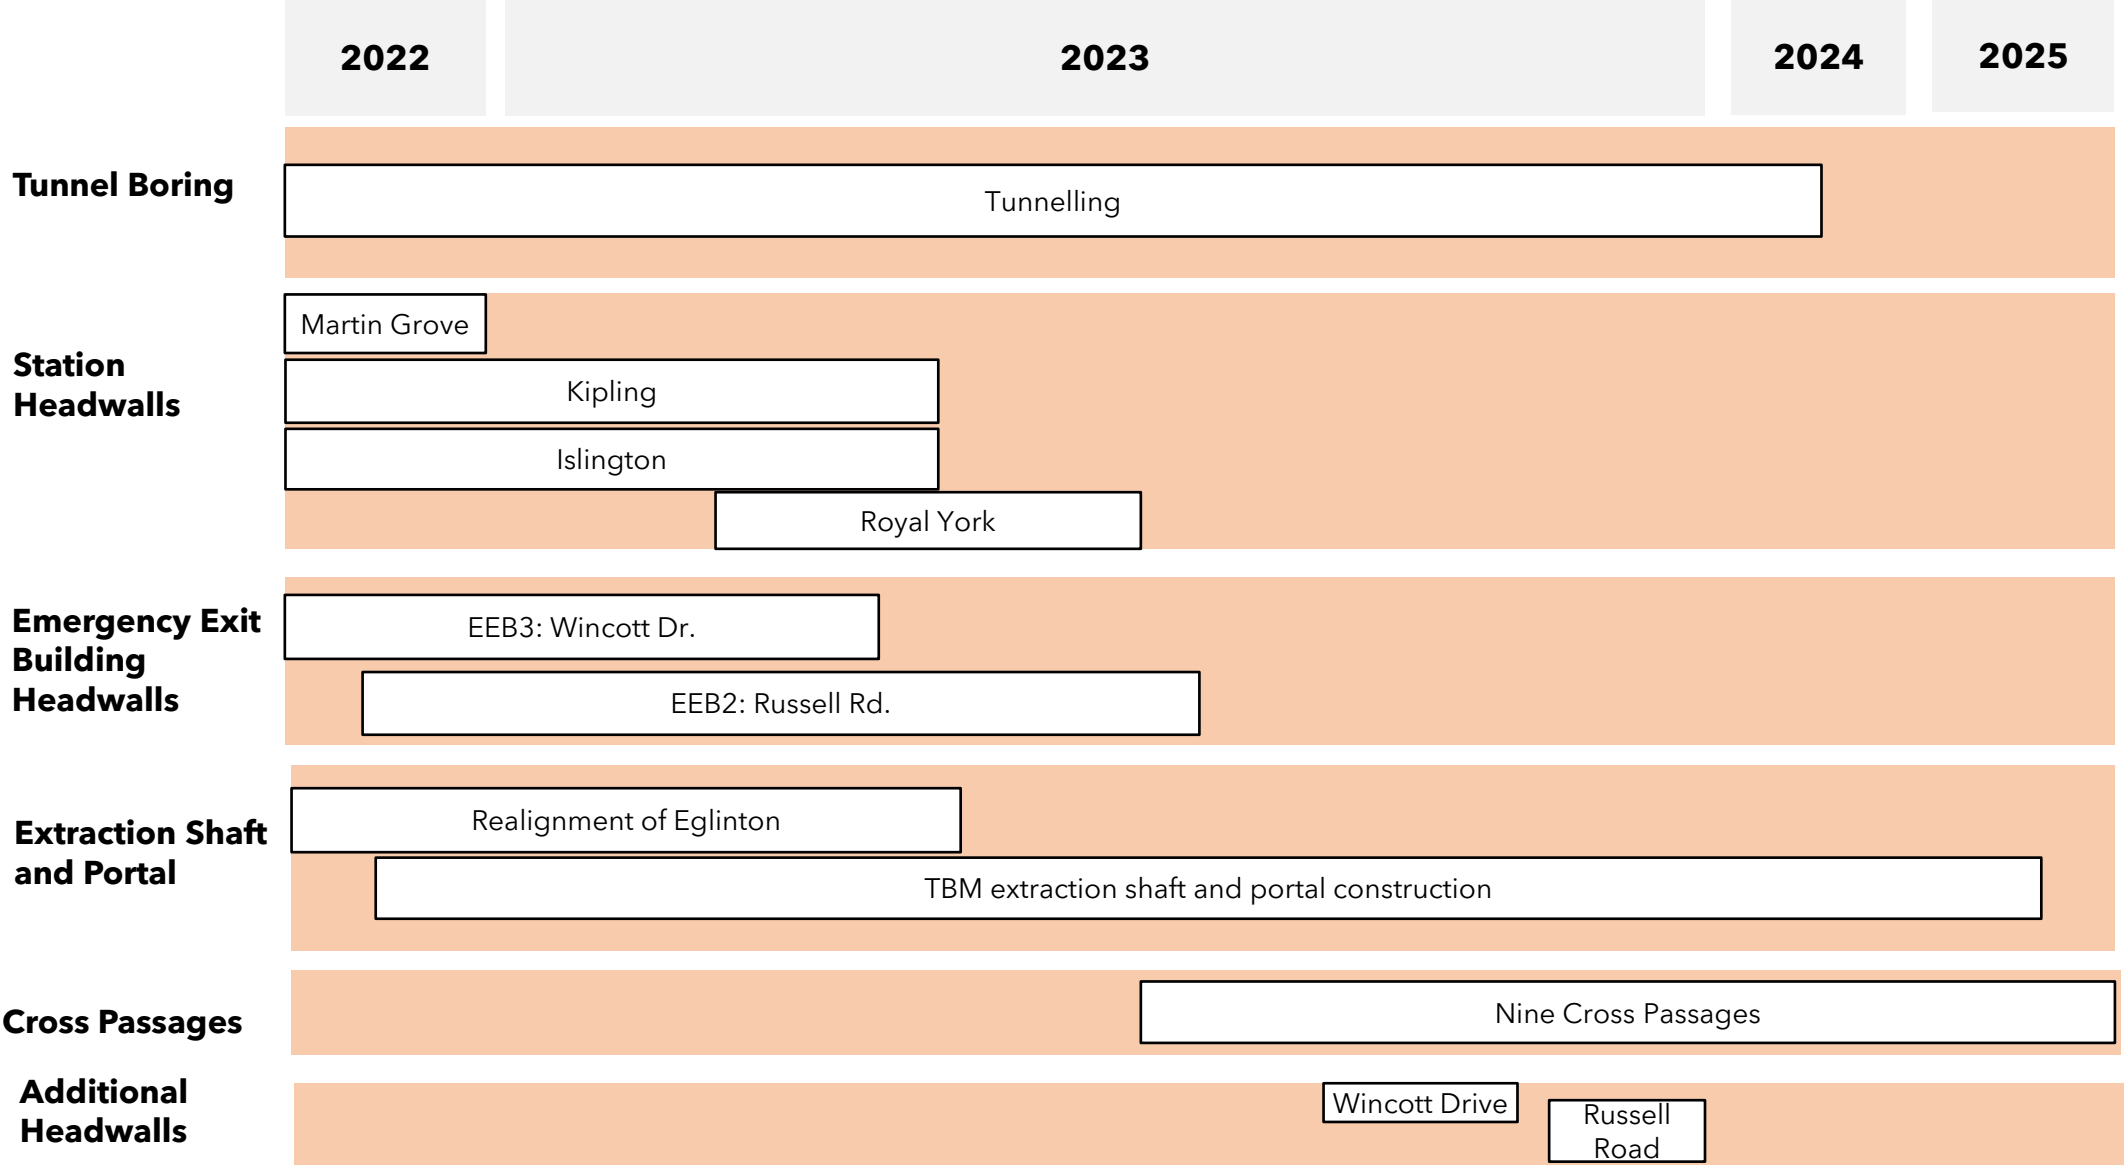 2022
2023
2024
2025
Tunnel Boring
Tunnelling
Station
Headwalls
Martin Grove
Kipling
Islington
Royal York
Emergency Exit
Building
Headwalls
EEB3: Wincott Dr.
EEB2: Russell Rd.
Extraction Shaft
and Portal
Realignment of Eglinton
TBM extraction shaft and portal construction
Cross Passages
Nine Cross Passages
Additional
Headwalls
Wincott Drive
Russell
Road